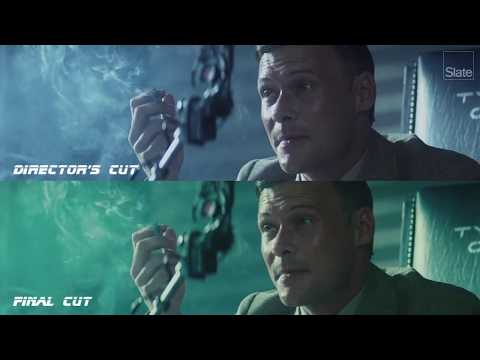 Slate
DIRECTOR'S CUT
FINAL CUT